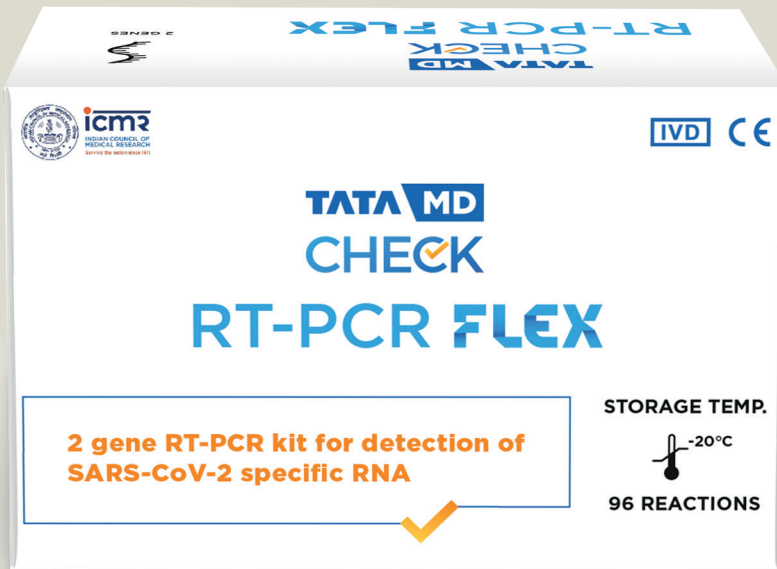 2 GENES
RT-PCR FLEX
CHECK
TATA MD
icmr
INDIAN COUNCIL OF
MEDICAL RESEARCH
Serving the nation since 1911
IVD CE
TATA MD
CHECK
RT-PCR FLEX
2 gene RT-PCR kit for detection of
SARS-CoV-2 specific RNA
STORAGE TEMP.
-20°C
96 REACTIONS